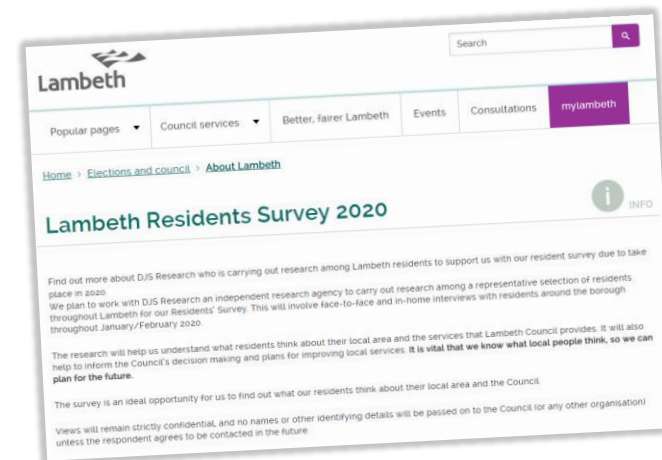 Lambeth
Search
Popular pages
Council services
Better, fairer Lambeth
Events
Consultations
mylambeth
Home > Elections and council > About Lambeth
Lambeth Residents Survey 2020
i INFO
Find out more about DJS Research who is carrying out research among Lambeth residents to support us with our resident survey due to take
place in 2020.
We plan to work with DJS Research an independent research agency to carry out research among a representative selection of residents
throughout Lambeth for our Residents' Survey. This will involve face-to-face and in-home interviews with residents around the borough
throughout January/February 2020.
The research will help us understand what residents think about their local area and the services that Lambeth Council provides. It will also
help to inform the Council's decision making and plans for improving local services. It is vital that we know what local people think, so we can
plan for the future.
The survey is an ideal opportunity for us to find out what our residents think about their local area and the Council.
Views will remain strictly confidential, and no names or other identifying details will be passed on to the Council (or any other organisation)
unless the respondent agrees to be contacted in the future.